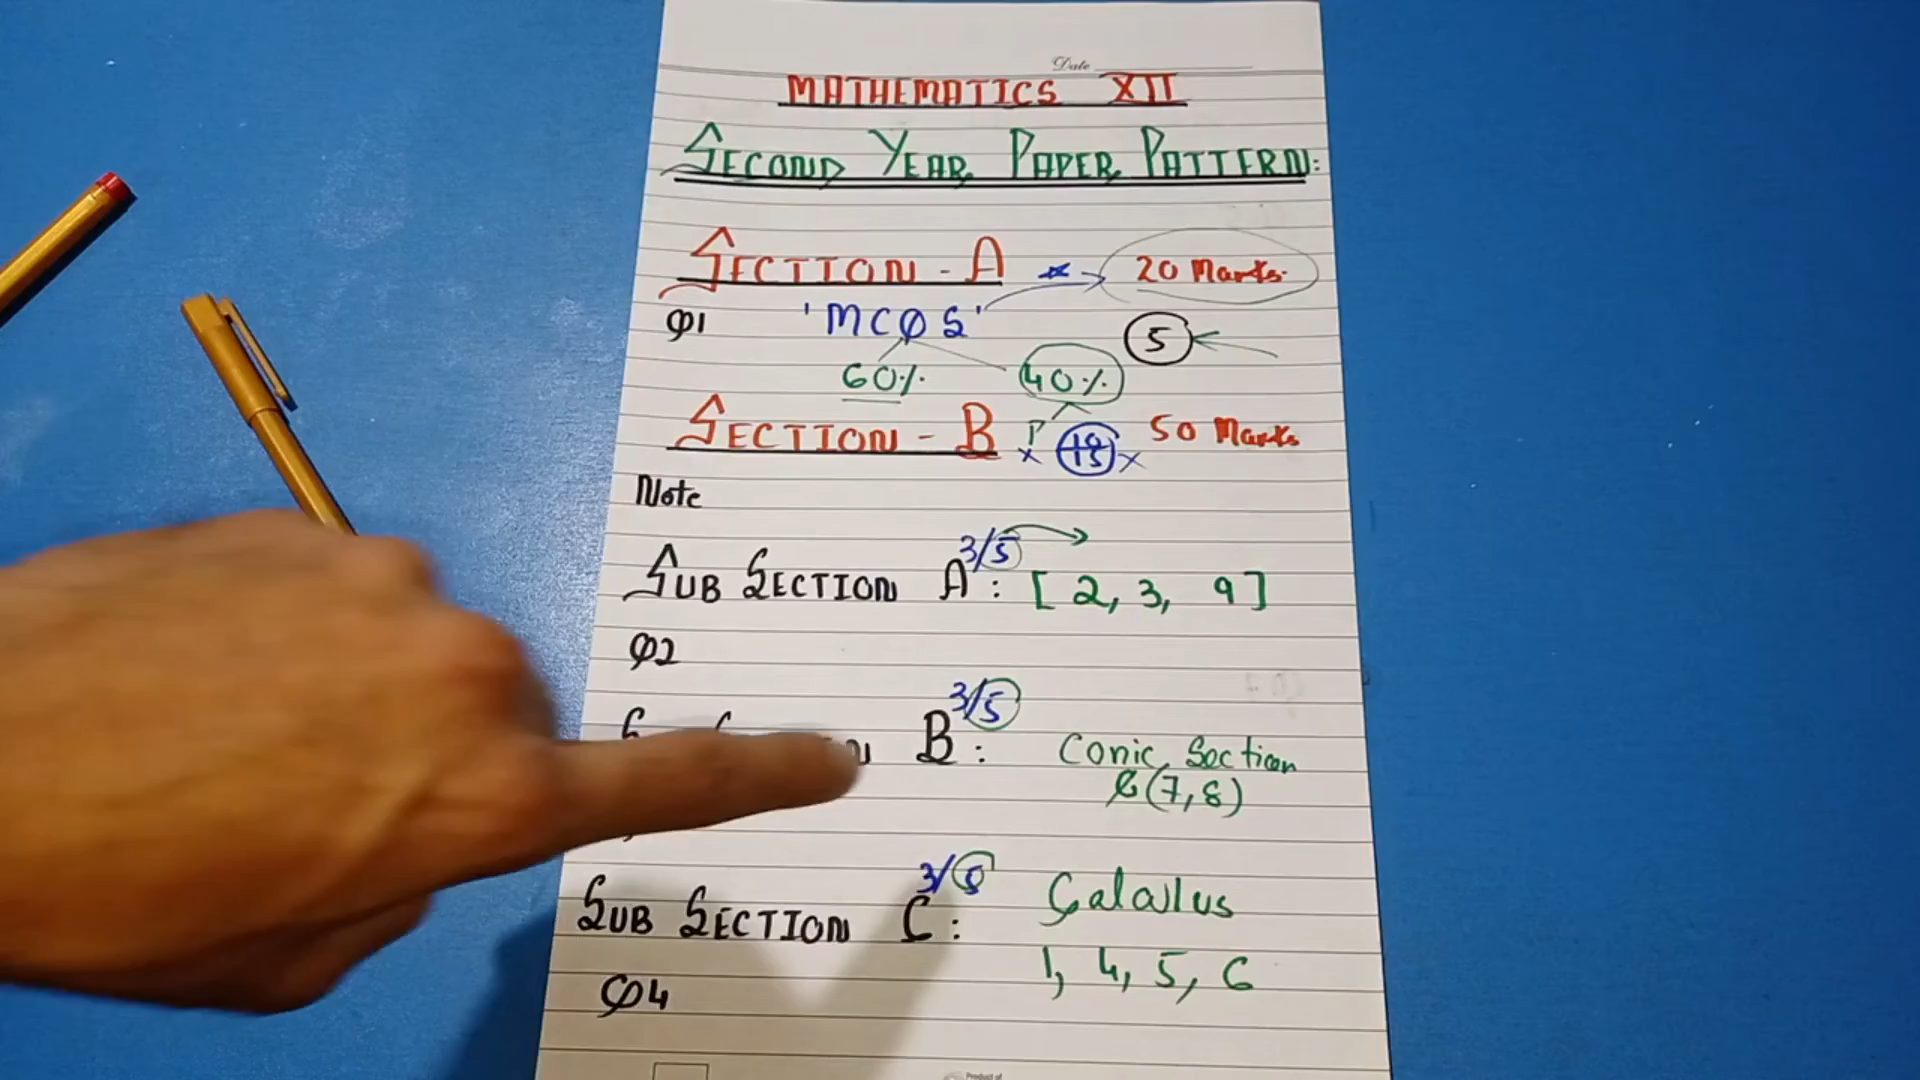 Date
MATHEMATICS XII
SECOND YEAR PAPER PATTERN:
SECTION - A 20 Marks
Q1 'MCQS' 5
60% 40%
SECTION - B 50 Marks
Note
3/5
SUB SECTION A: [2, 3, 9]
Q2
3/5
B: Conic Section
(7,8)
3/5
SUB SECTION C: Calculus
1, 4, 5, 6
Q4
Product of